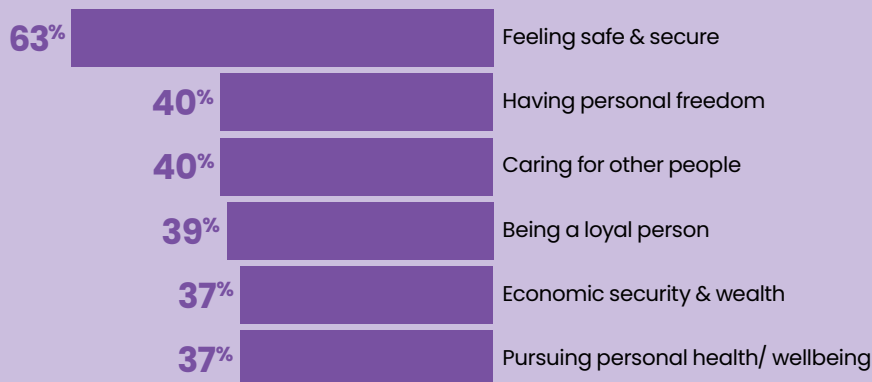 63% Feeling safe & secure
40% Having personal freedom
40% Caring for other people
39% Being a loyal person
37% Economic security & wealth
37% Pursuing personal health/ wellbeing